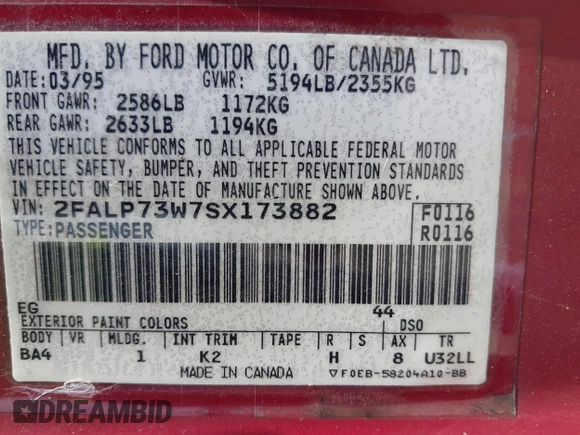 MFD. BY FORD MOTOR CO. OF CANADA LTD.
DATE: 03/95 GVWR: 5194LB/2355KG
FRONT GAWR: 2586LB 1172KG
REAR GAWR: 2633LB 1194KG
THIS VEHICLE CONFORMS TO ALL APPLICABLE FEDERAL MOTOR
VEHICLE SAFETY, BUMPER, AND THEFT PREVENTION STANDARDS
IN EFFECT ON THE DATE OF MANUFACTURE SHOWN ABOVE.
VIN: 2FALP73W7SX173882 F0116
TYPE: PASSENGER R0116
EG 44
EXTERIOR PAINT COLORS DSO
BODY VR MLDG. INT TRIM TAPE R S AX TR
BA4 1 K2 H 8 U32LL
MADE IN CANADA ▽F0EB-58204A10-BB
DREAMBID